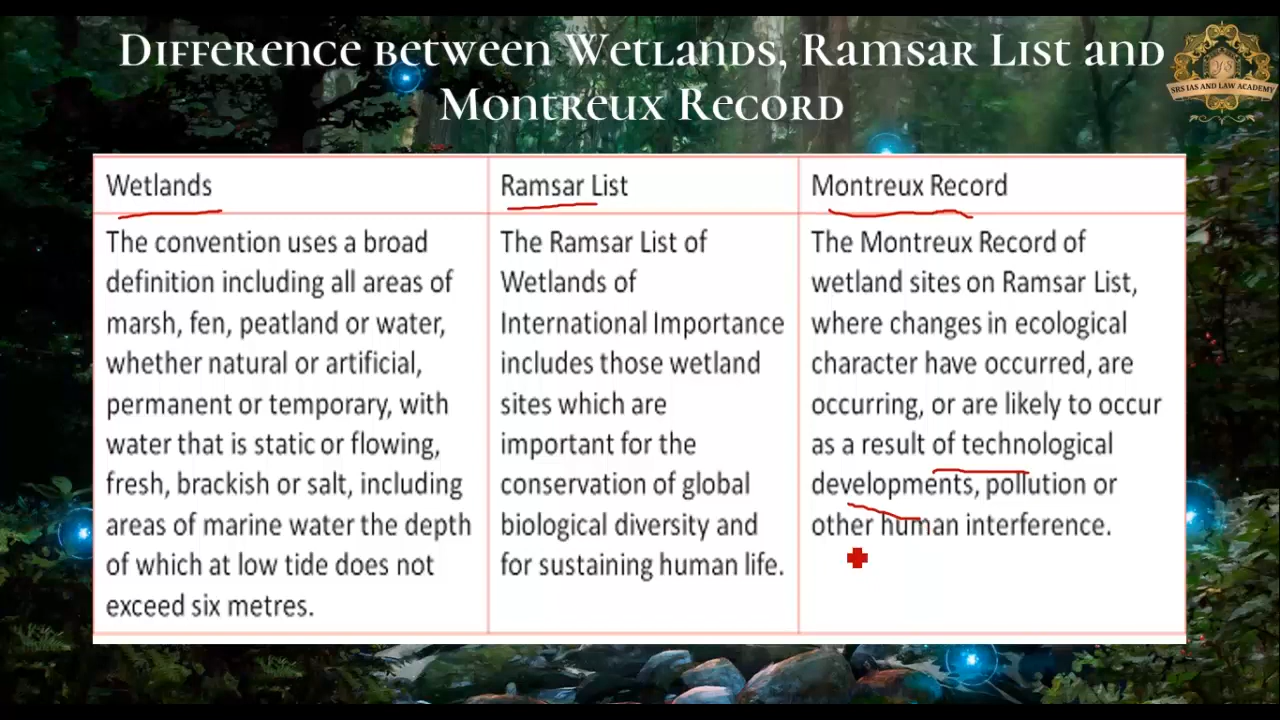 Difference between Wetlands, Ramsar List and
Montreux Record
SRS IAS AND LAW ACADEMY
Wetlands
The convention uses a broad
definition including all areas of
marsh, fen, peatland or water,
whether natural or artificial,
permanent or temporary, with
water that is static or flowing,
fresh, brackish or salt, including
areas of marine water the depth
of which at low tide does not
exceed six metres.
Ramsar List
The Ramsar List of
Wetlands of
International Importance
includes those wetland
sites which are
important for the
conservation of global
biological diversity and
for sustaining human life.
Montreux Record
The Montreux Record of
wetland sites on Ramsar List,
where changes in ecological
character have occurred, are
occurring, or are likely to occur
as a result of technological
developments, pollution or
other human interference.